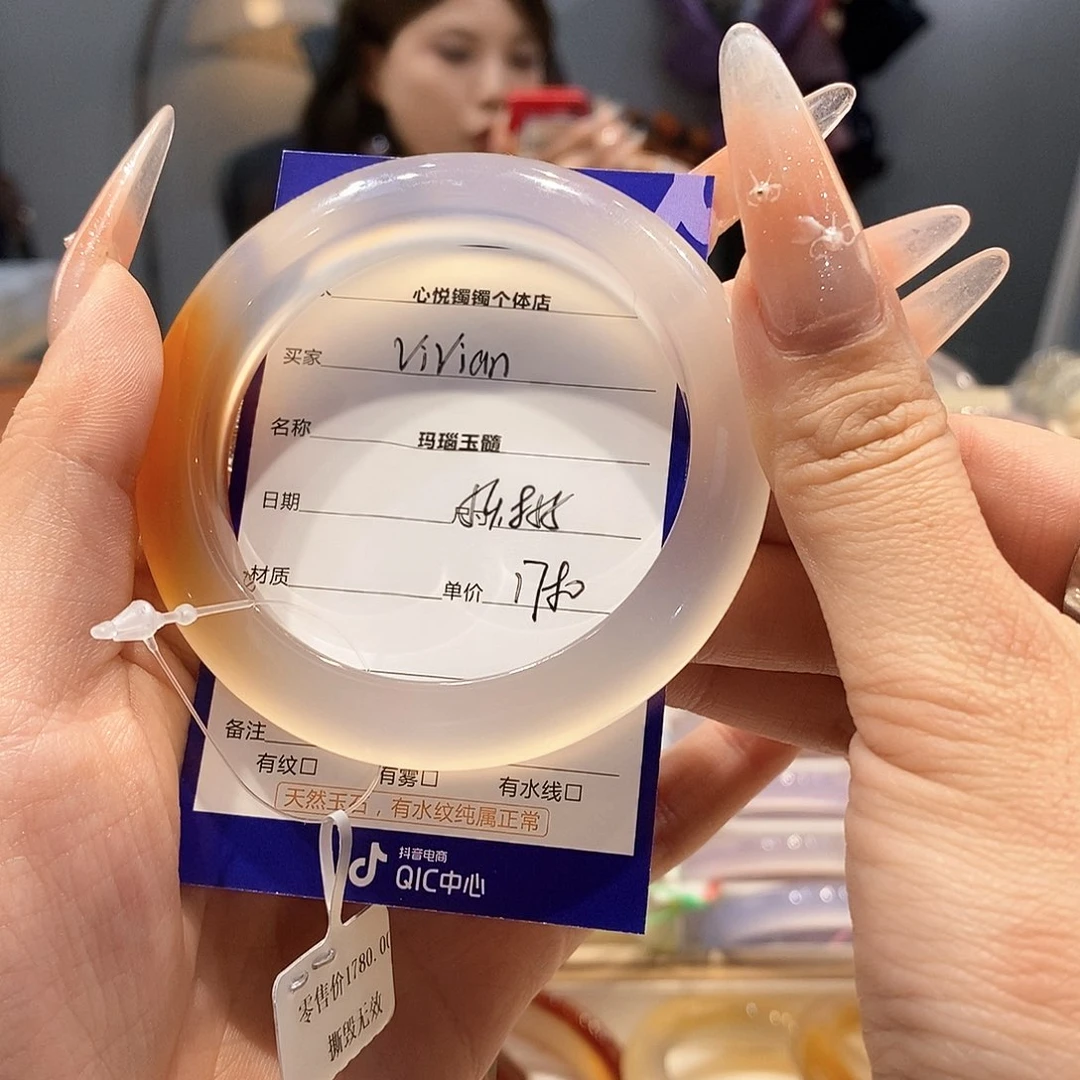 心悦镯镯个体店
买家 ViVian
名称 玛瑙玉髓
日期
材质 单价
备注
有纹□ 有雾□ 有水线□
天然玉石，有水纹纯属正常
抖音电商
QIC中心
零售价1780.00
撕毁无效